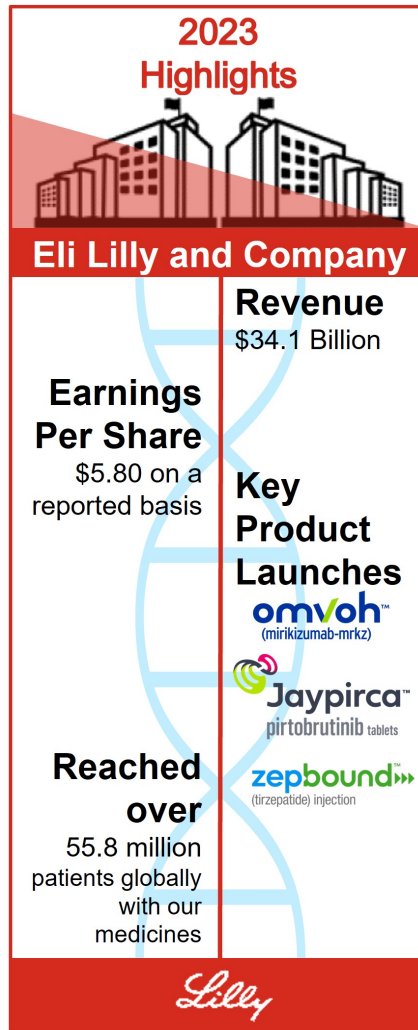 2023
Highlights
Eli Lilly and Company
Revenue
$34.1 Billion
Earnings
Per Share
$5.80 on a
reported basis
Key
Product
Launches
omvoh™
(mirikizumab-mrkz)
Jaypirca™
pirtobrutinib tablets
zepbound™
(tirzepatide) injection
Reached
over
55.8 million
patients globally
with our
medicines
Lilly